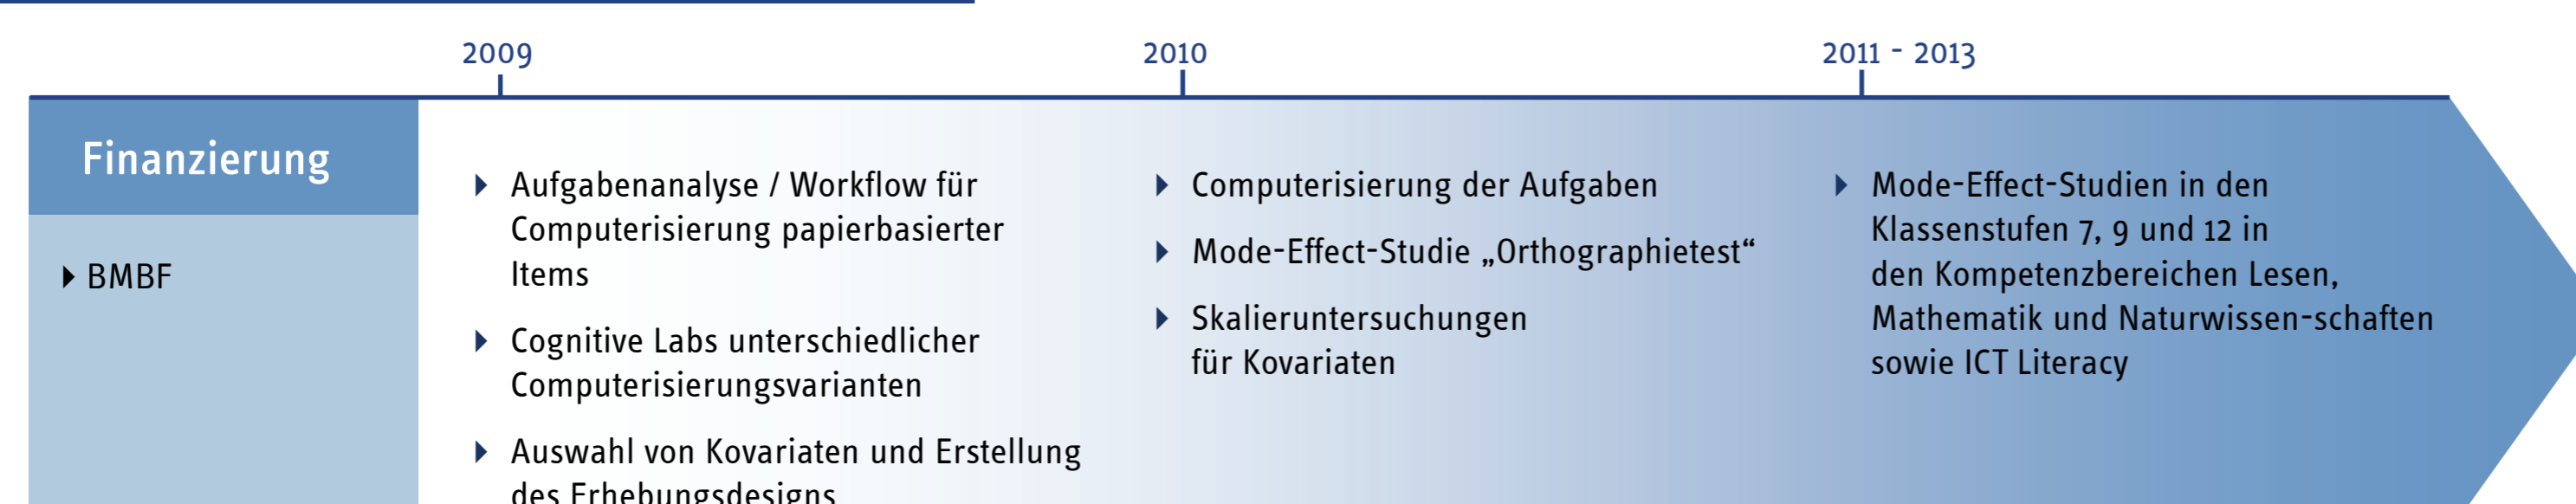 2009
2010
2011 - 2013
Finanzierung
BMBF
Aufgabenanalyse / Workflow für
Computerisierung papierbasierter
Items
Cognitive Labs unterschiedlicher
Computerisierungsvarianten
Auswahl von Kovariaten und Erstellung
des Erhebungsdesigns
Computerisierung der Aufgaben
Mode-Effect-Studie „Orthographietest“
Skalieruntersuchungen
für Kovariaten
Mode-Effect-Studien in den
Klassenstufen 7, 9 und 12 in
den Kompetenzbereichen Lesen,
Mathematik und Naturwissen-schaften
sowie ICT Literacy